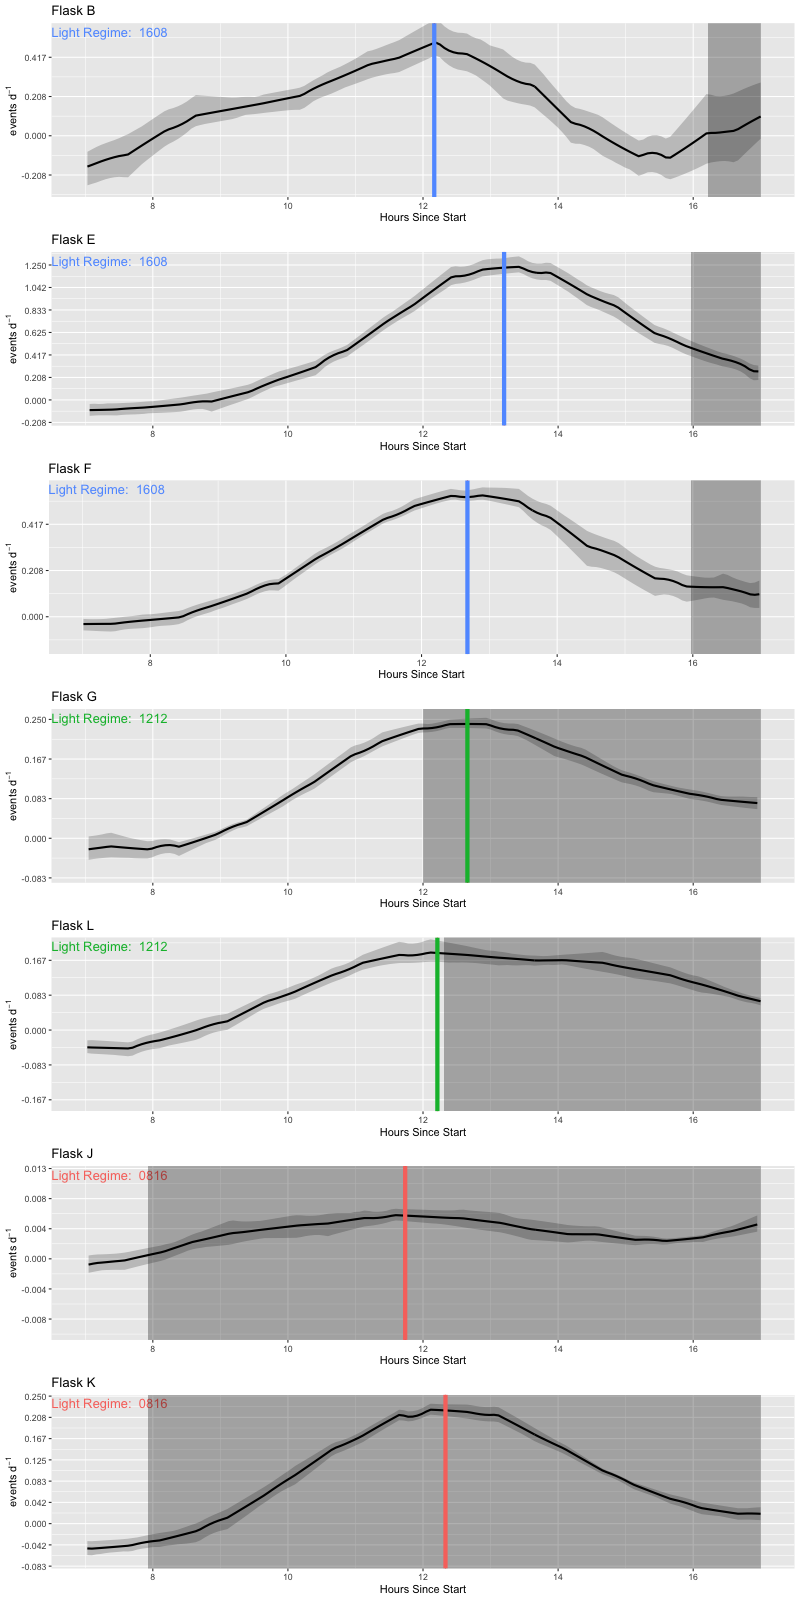 Flask B
Light Regime:  1608
0.417
0.208
0.000
-0.208
events d⁻¹
8 10 12 14 16
Hours Since Start
Flask E
Light Regime:  1608
1.250
1.042
0.833
0.625
0.417
0.208
0.000
-0.208
events d⁻¹
8 10 12 14 16
Hours Since Start
Flask F
Light Regime:  1608
0.417
0.208
0.000
events d⁻¹
8 10 12 14 16
Hours Since Start
Flask G
Light Regime:  1212
0.250
0.167
0.083
0.000
-0.083
events d⁻¹
8 10 12 14 16
Hours Since Start
Flask L
Light Regime:  1212
0.167
0.083
0.000
-0.083
-0.167
events d⁻¹
8 10 12 14 16
Hours Since Start
Flask J
Light Regime:  0816
0.013
0.008
0.004
0.000
-0.004
-0.008
events d⁻¹
8 10 12 14 16
Hours Since Start
Flask K
Light Regime:  0816
0.250
0.208
0.167
0.125
0.083
0.042
0.000
-0.042
-0.083
events d⁻¹
8 10 12 14 16
Hours Since Start